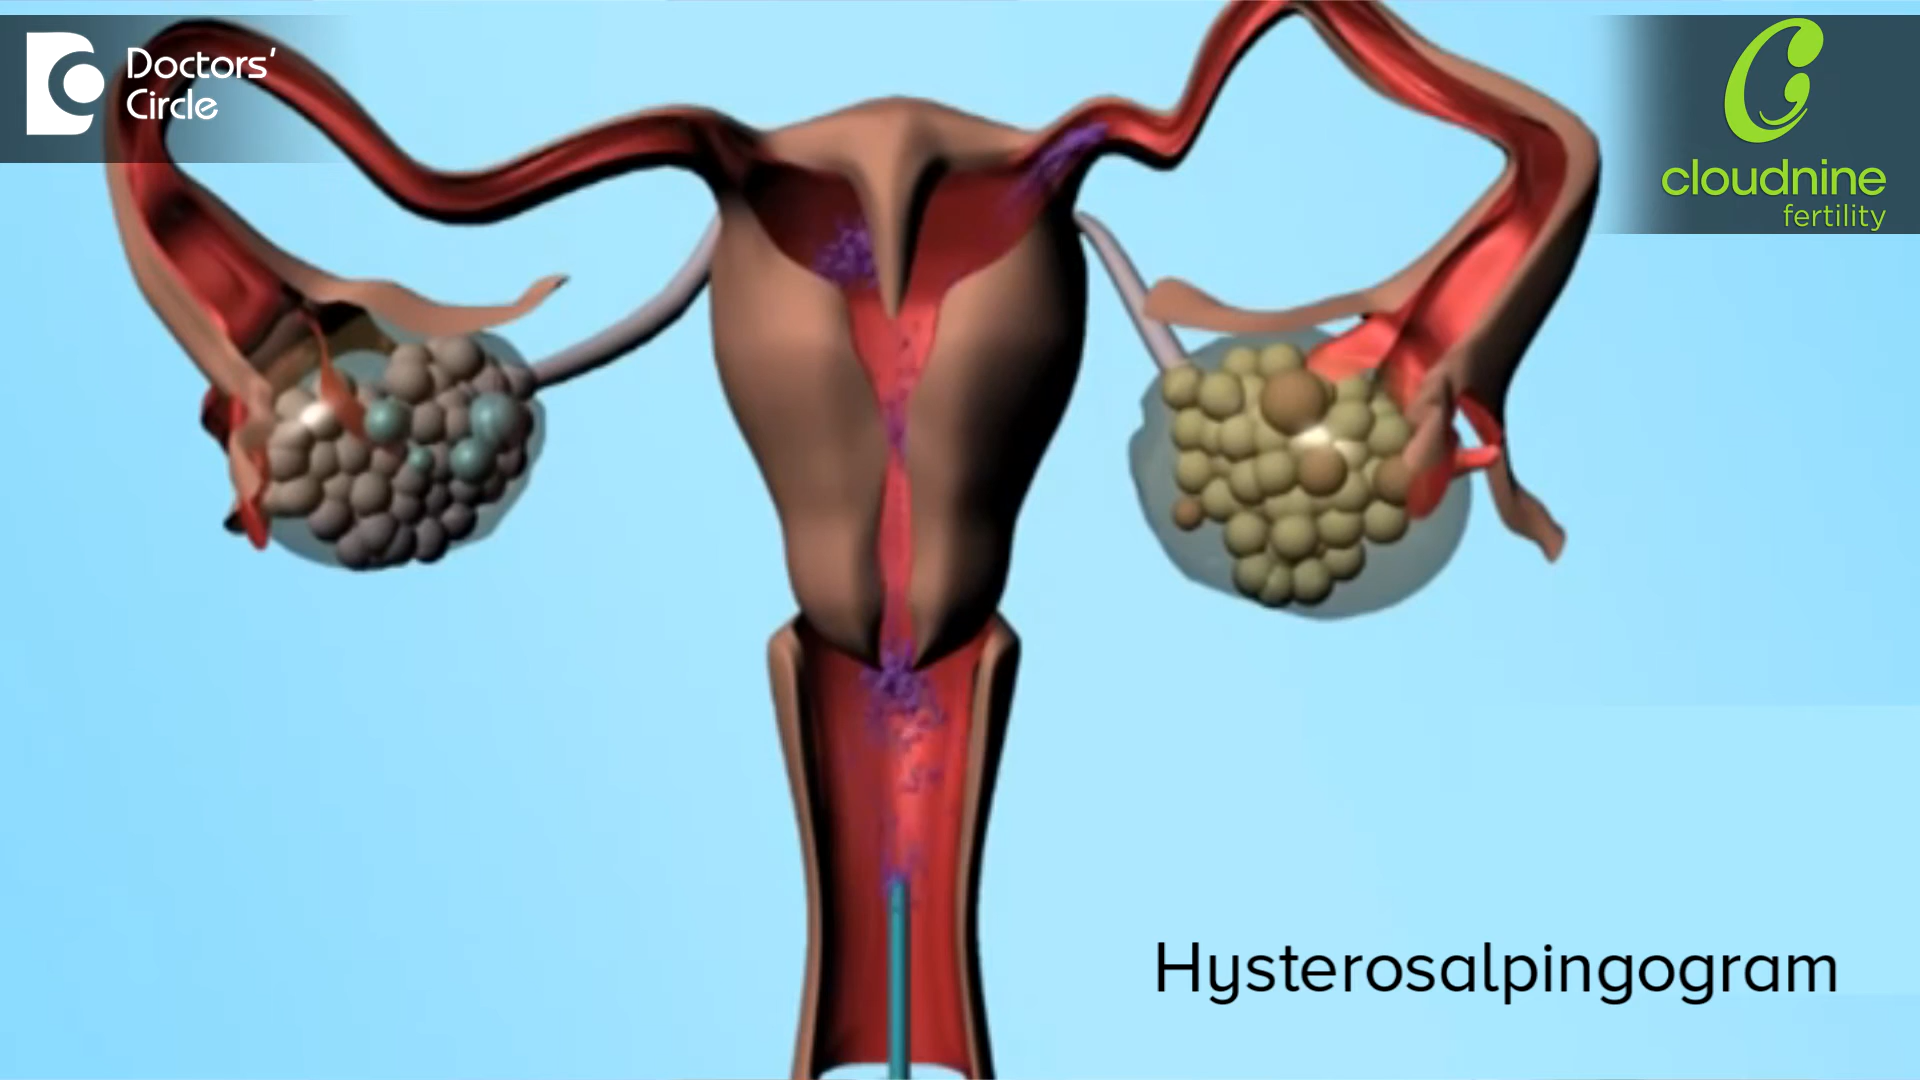 Doctors'
Circle
cloudnine
fertility
Hysterosalpingogram